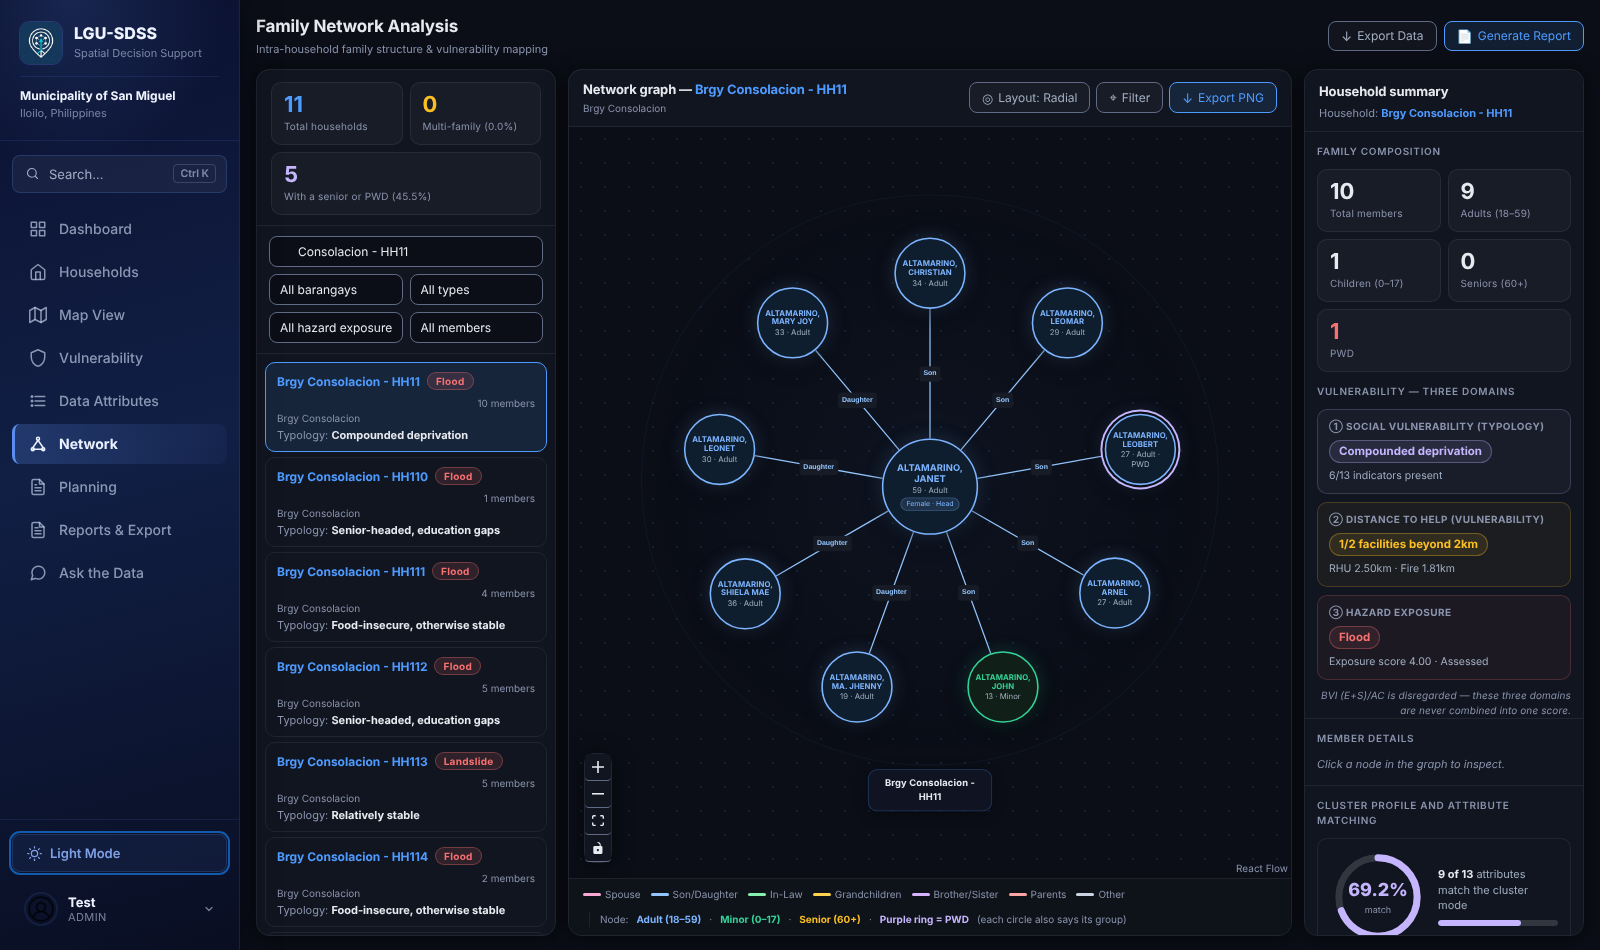 LGU-SDSS
Spatial Decision Support
Municipality of San Miguel
Iloilo, Philippines
Search...
Ctrl K
Dashboard
Households
Map View
Vulnerability
Data Attributes
Network
Planning
Reports & Export
Ask the Data
Light Mode
Test
ADMIN
Family Network Analysis
Intra-household family structure & vulnerability mapping
↓ Export Data
Generate Report
11
Total households
0
Multi-family (0.0%)
5
With a senior or PWD (45.5%)
Consolacion - HH11
All barangays
All types
All hazard exposure
All members
Brgy Consolacion - HH11 Flood
10 members
Brgy Consolacion
Typology: Compounded deprivation
Brgy Consolacion - HH110 Flood
1 members
Brgy Consolacion
Typology: Senior-headed, education gaps
Brgy Consolacion - HH111 Flood
4 members
Brgy Consolacion
Typology: Food-insecure, otherwise stable
Brgy Consolacion - HH112 Flood
5 members
Brgy Consolacion
Typology: Senior-headed, education gaps
Brgy Consolacion - HH113 Landslide
5 members
Brgy Consolacion
Typology: Relatively stable
Brgy Consolacion - HH114 Flood
2 members
Brgy Consolacion
Typology: Food-insecure, otherwise stable
Network graph — Brgy Consolacion - HH11
Brgy Consolacion
◎ Layout: Radial
⌖ Filter
↓ Export PNG
ALTAMARINO,
CHRISTIAN
34 · Adult
ALTAMARINO,
MARY JOY
33 · Adult
ALTAMARINO,
LEOMAR
29 · Adult
Son
Daughter
Son
ALTAMARINO,
LEONET
30 · Adult
ALTAMARINO,
LEOBERT
27 · Adult ·
PWD
Daughter
Son
ALTAMARINO,
JANET
59 · Adult
Female · Head
Daughter
Son
ALTAMARINO,
SHIELA MAE
36 · Adult
ALTAMARINO,
ARNEL
27 · Adult
Daughter
Son
ALTAMARINO,
MA. JHENNY
19 · Adult
ALTAMARINO,
JOHN
13 · Minor
Brgy Consolacion -
HH11
React Flow
Spouse
Son/Daughter
In-Law
Grandchildren
Brother/Sister
Parents
Other
Node: Adult (18–59) · Minor (0–17) · Senior (60+) · Purple ring = PWD (each circle also says its group)
Household summary
Household: Brgy Consolacion - HH11
FAMILY COMPOSITION
10
Total members
9
Adults (18–59)
1
Children (0–17)
0
Seniors (60+)
1
PWD
VULNERABILITY — THREE DOMAINS
① SOCIAL VULNERABILITY (TYPOLOGY)
Compounded deprivation
6/13 indicators present
② DISTANCE TO HELP (VULNERABILITY)
1/2 facilities beyond 2km
RHU 2.50km · Fire 1.81km
③ HAZARD EXPOSURE
Flood
Exposure score 4.00 · Assessed
BVI (E+S)/AC is disregarded — these three domains
are never combined into one score.
MEMBER DETAILS
Click a node in the graph to inspect.
CLUSTER PROFILE AND ATTRIBUTE
MATCHING
69.2%
match
9 of 13 attributes
match the cluster
mode